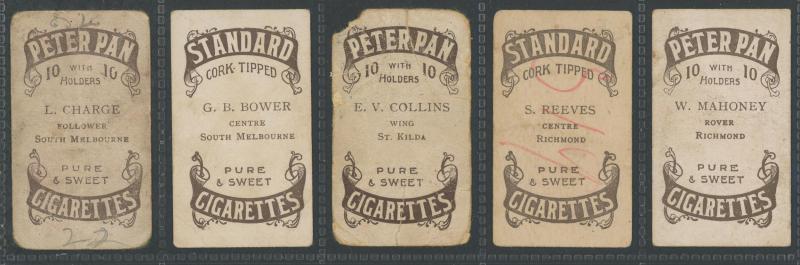 PETER PAN
10 WITH 10
HOLDERS
L. CHARGE
FOLLOWER
SOUTH MELBOURNE
PURE
& SWEET
CIGARETTES
22
STANDARD
CORK-TIPPED
G. B. BOWER
CENTRE
SOUTH MELBOURNE
PURE
& SWEET
CIGARETTES
PETER PAN
10 WITH 10
HOLDERS
E. V. COLLINS
WING
ST. KILDA
PURE
& SWEET
CIGARETTES
STANDARD
CORK TIPPED
S. REEVES
CENTRE
RICHMOND
PURE
& SWEET
CIGARETTES
PETER PAN
10 WITH 10
HOLDERS
W. MAHONEY
ROVER
RICHMOND
PURE
& SWEET
CIGARETTES